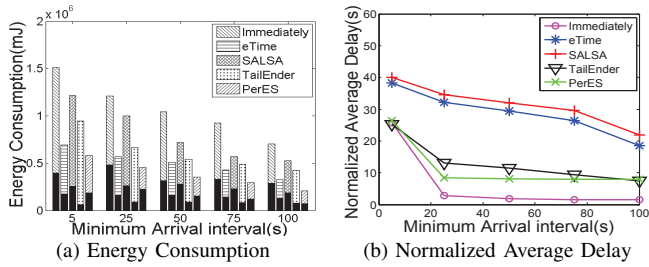 x 10^6
2
1.5
1
0.5
0
Energy Consumption(mJ)
Immediately
eTime
SALSA
TailEnder
PerES
5 25 50 75 100
Minimum Arrival interval(s)
(a) Energy Consumption
60
50
40
30
20
10
0
Normalized Average Delay(s)
Immediately
eTime
SALSA
TailEnder
PerES
0 20 40 60 80 100
Minimum Arrival interval(s)
(b) Normalized Average Delay